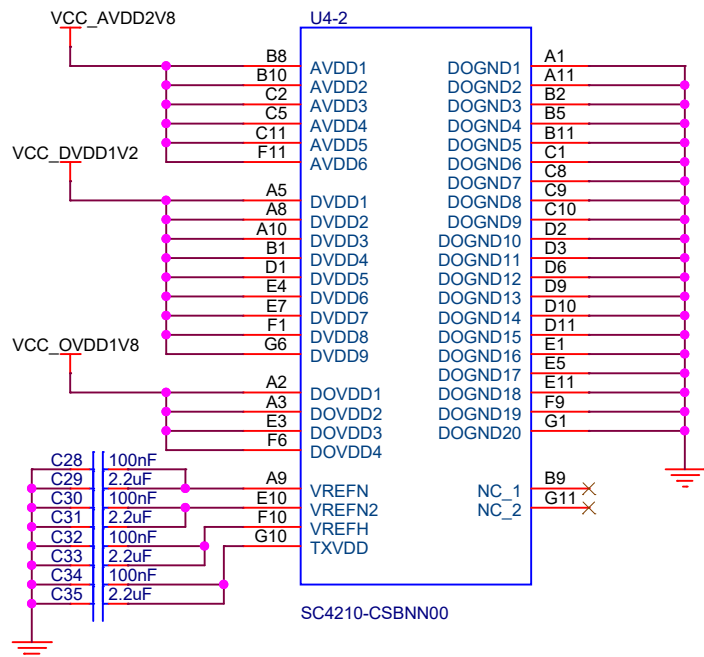 VCC_AVDD2V8
U4-2
B8 AVDD1 DOGND1 A1
B10 AVDD2 DOGND2 A11
C2 AVDD3 DOGND3 B2
C5 AVDD4 DOGND4 B5
C11 AVDD5 DOGND5 B11
F11 AVDD6 DOGND6 C1
VCC_DVDD1V2
DOGND7 C8
A5 DVDD1 DOGND8 C9
A8 DVDD2 DOGND9 C10
A10 DVDD3 DOGND10 D2
B1 DVDD4 DOGND11 D3
D1 DVDD5 DOGND12 D6
E4 DVDD6 DOGND13 D9
E7 DVDD7 DOGND14 D10
F1 DVDD8 DOGND15 D11
G6 DVDD9 DOGND16 E1
VCC_OVDD1V8
DOGND17 E5
A2 DOVDD1 DOGND18 E11
A3 DOVDD2 DOGND19 F9
E3 DOVDD3 DOGND20 G1
F6 DOVDD4
C28 100nF
C29 2.2uF A9 VREFN NC_1 B9
C30 100nF E10 VREFN2 NC_2 G11
C31 2.2uF F10 VREFH
C32 100nF G10 TXVDD
C33 2.2uF
C34 100nF
C35 2.2uF
SC4210-CSBNN00